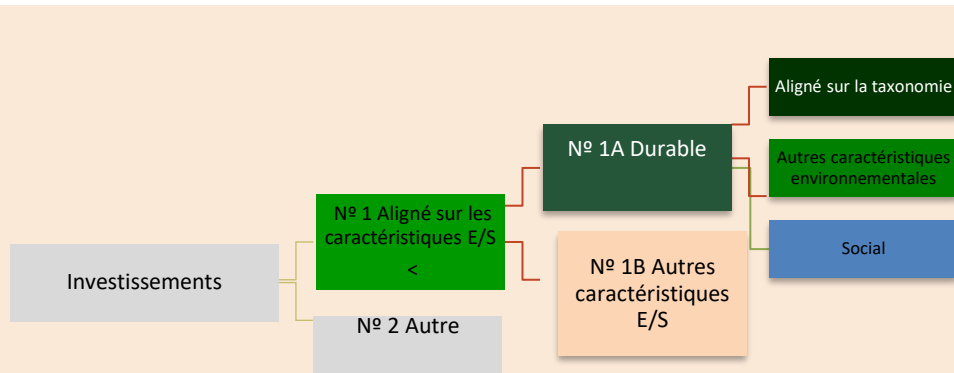 Investissements
Nº 1 Aligné sur les
caractéristiques E/S
<
Nº 2 Autre
Nº 1A Durable
Nº 1B Autres
caractéristiques
E/S
Aligné sur la taxonomie
Autres caractéristiques
environnementales
Social